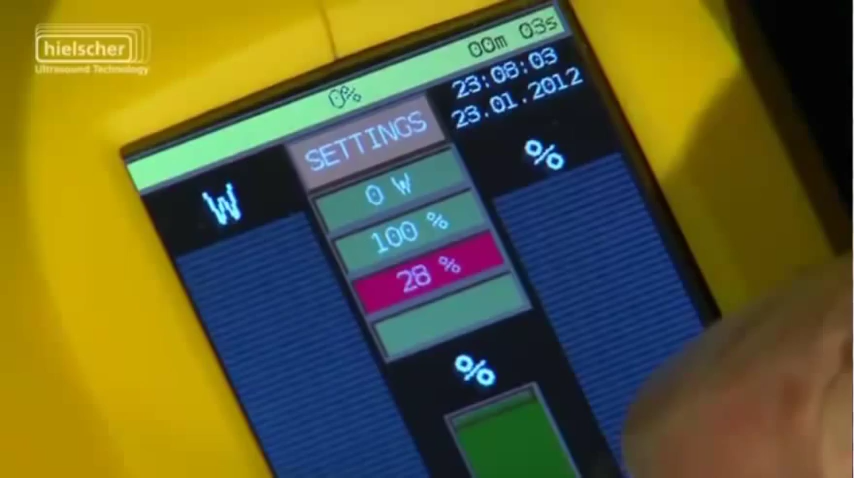 hielscher
Ultrasound Technology
00m 03s
0%
23:08:03
23.01.2012
SETTINGS
W
%
0 W
100 %
28 %
%